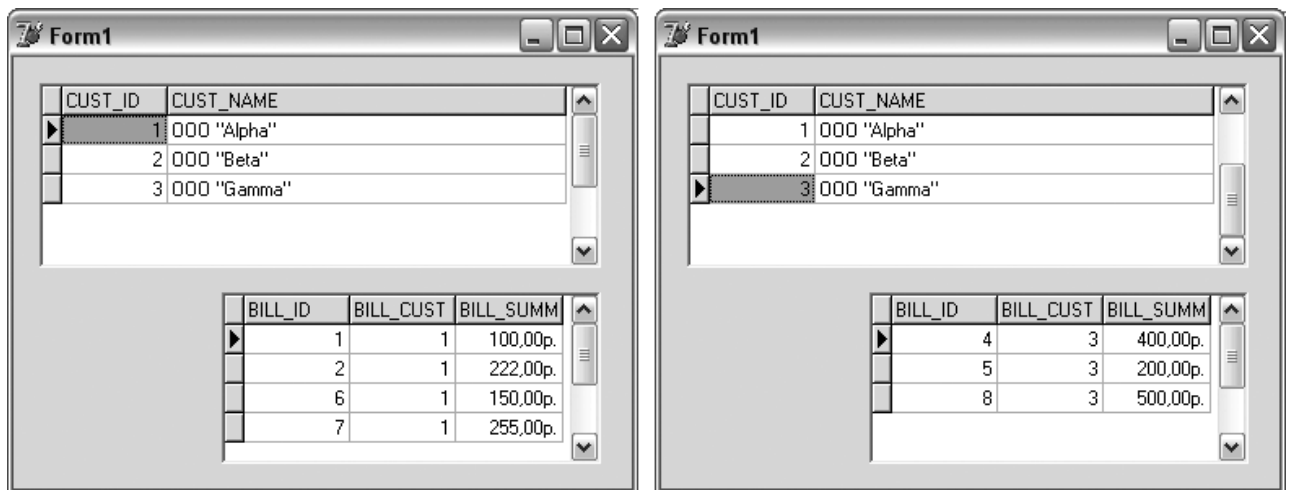 Form1
CUST_ID CUST_NAME
1 ООО "Alpha"
2 ООО "Beta"
3 ООО "Gamma"
BILL_ID BILL_CUST BILL_SUMM
1 1 100,00р.
2 1 222,00р.
6 1 150,00р.
7 1 255,00р.
Form1
CUST_ID CUST_NAME
1 ООО "Alpha"
2 ООО "Beta"
3 ООО "Gamma"
BILL_ID BILL_CUST BILL_SUMM
4 3 400,00р.
5 3 200,00р.
8 3 500,00р.